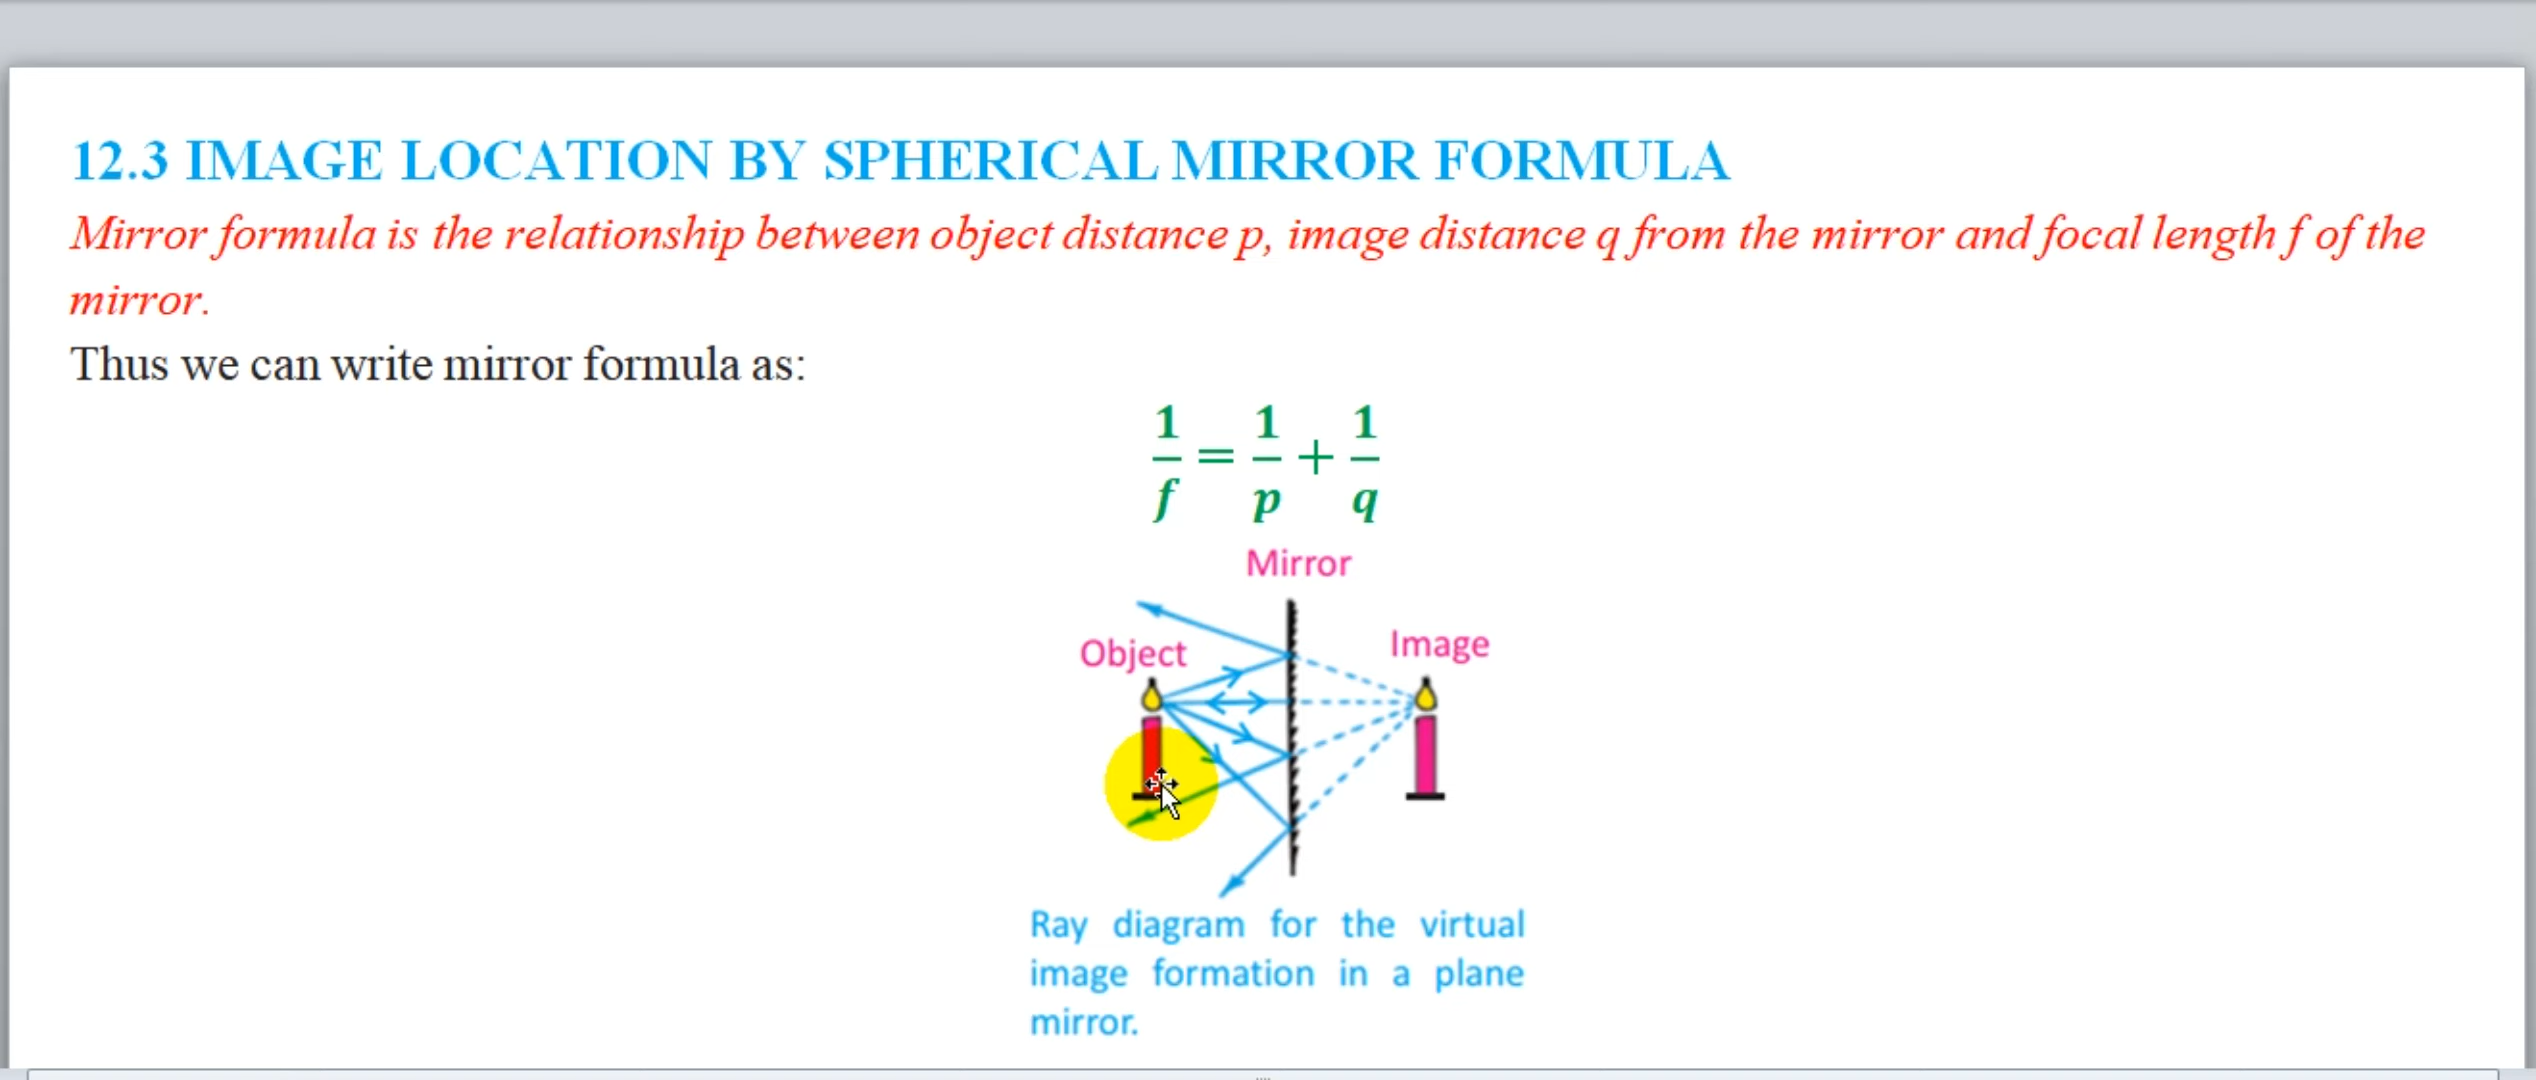 12.3 IMAGE LOCATION BY SPHERICAL MIRROR FORMULA
Mirror formula is the relationship between object distance p, image distance q from the mirror and focal length f of the
mirror.
Thus we can write mirror formula as:
1/f = 1/p + 1/q
Mirror
Object
Image
Ray diagram for the virtual
image formation in a plane
mirror.